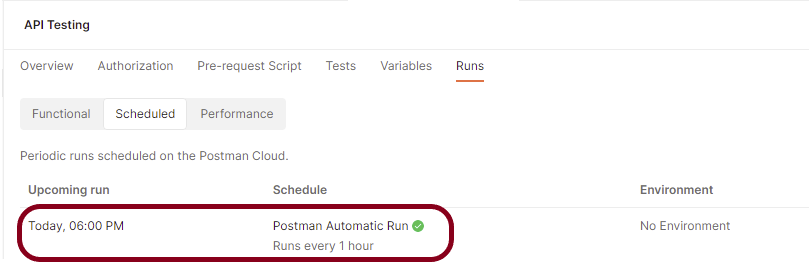 API Testing
Overview Authorization Pre-request Script Tests Variables Runs
Functional Scheduled Performance
Periodic runs scheduled on the Postman Cloud.
Upcoming run Schedule Environment
Today, 06:00 PM Postman Automatic Run No Environment
Runs every 1 hour